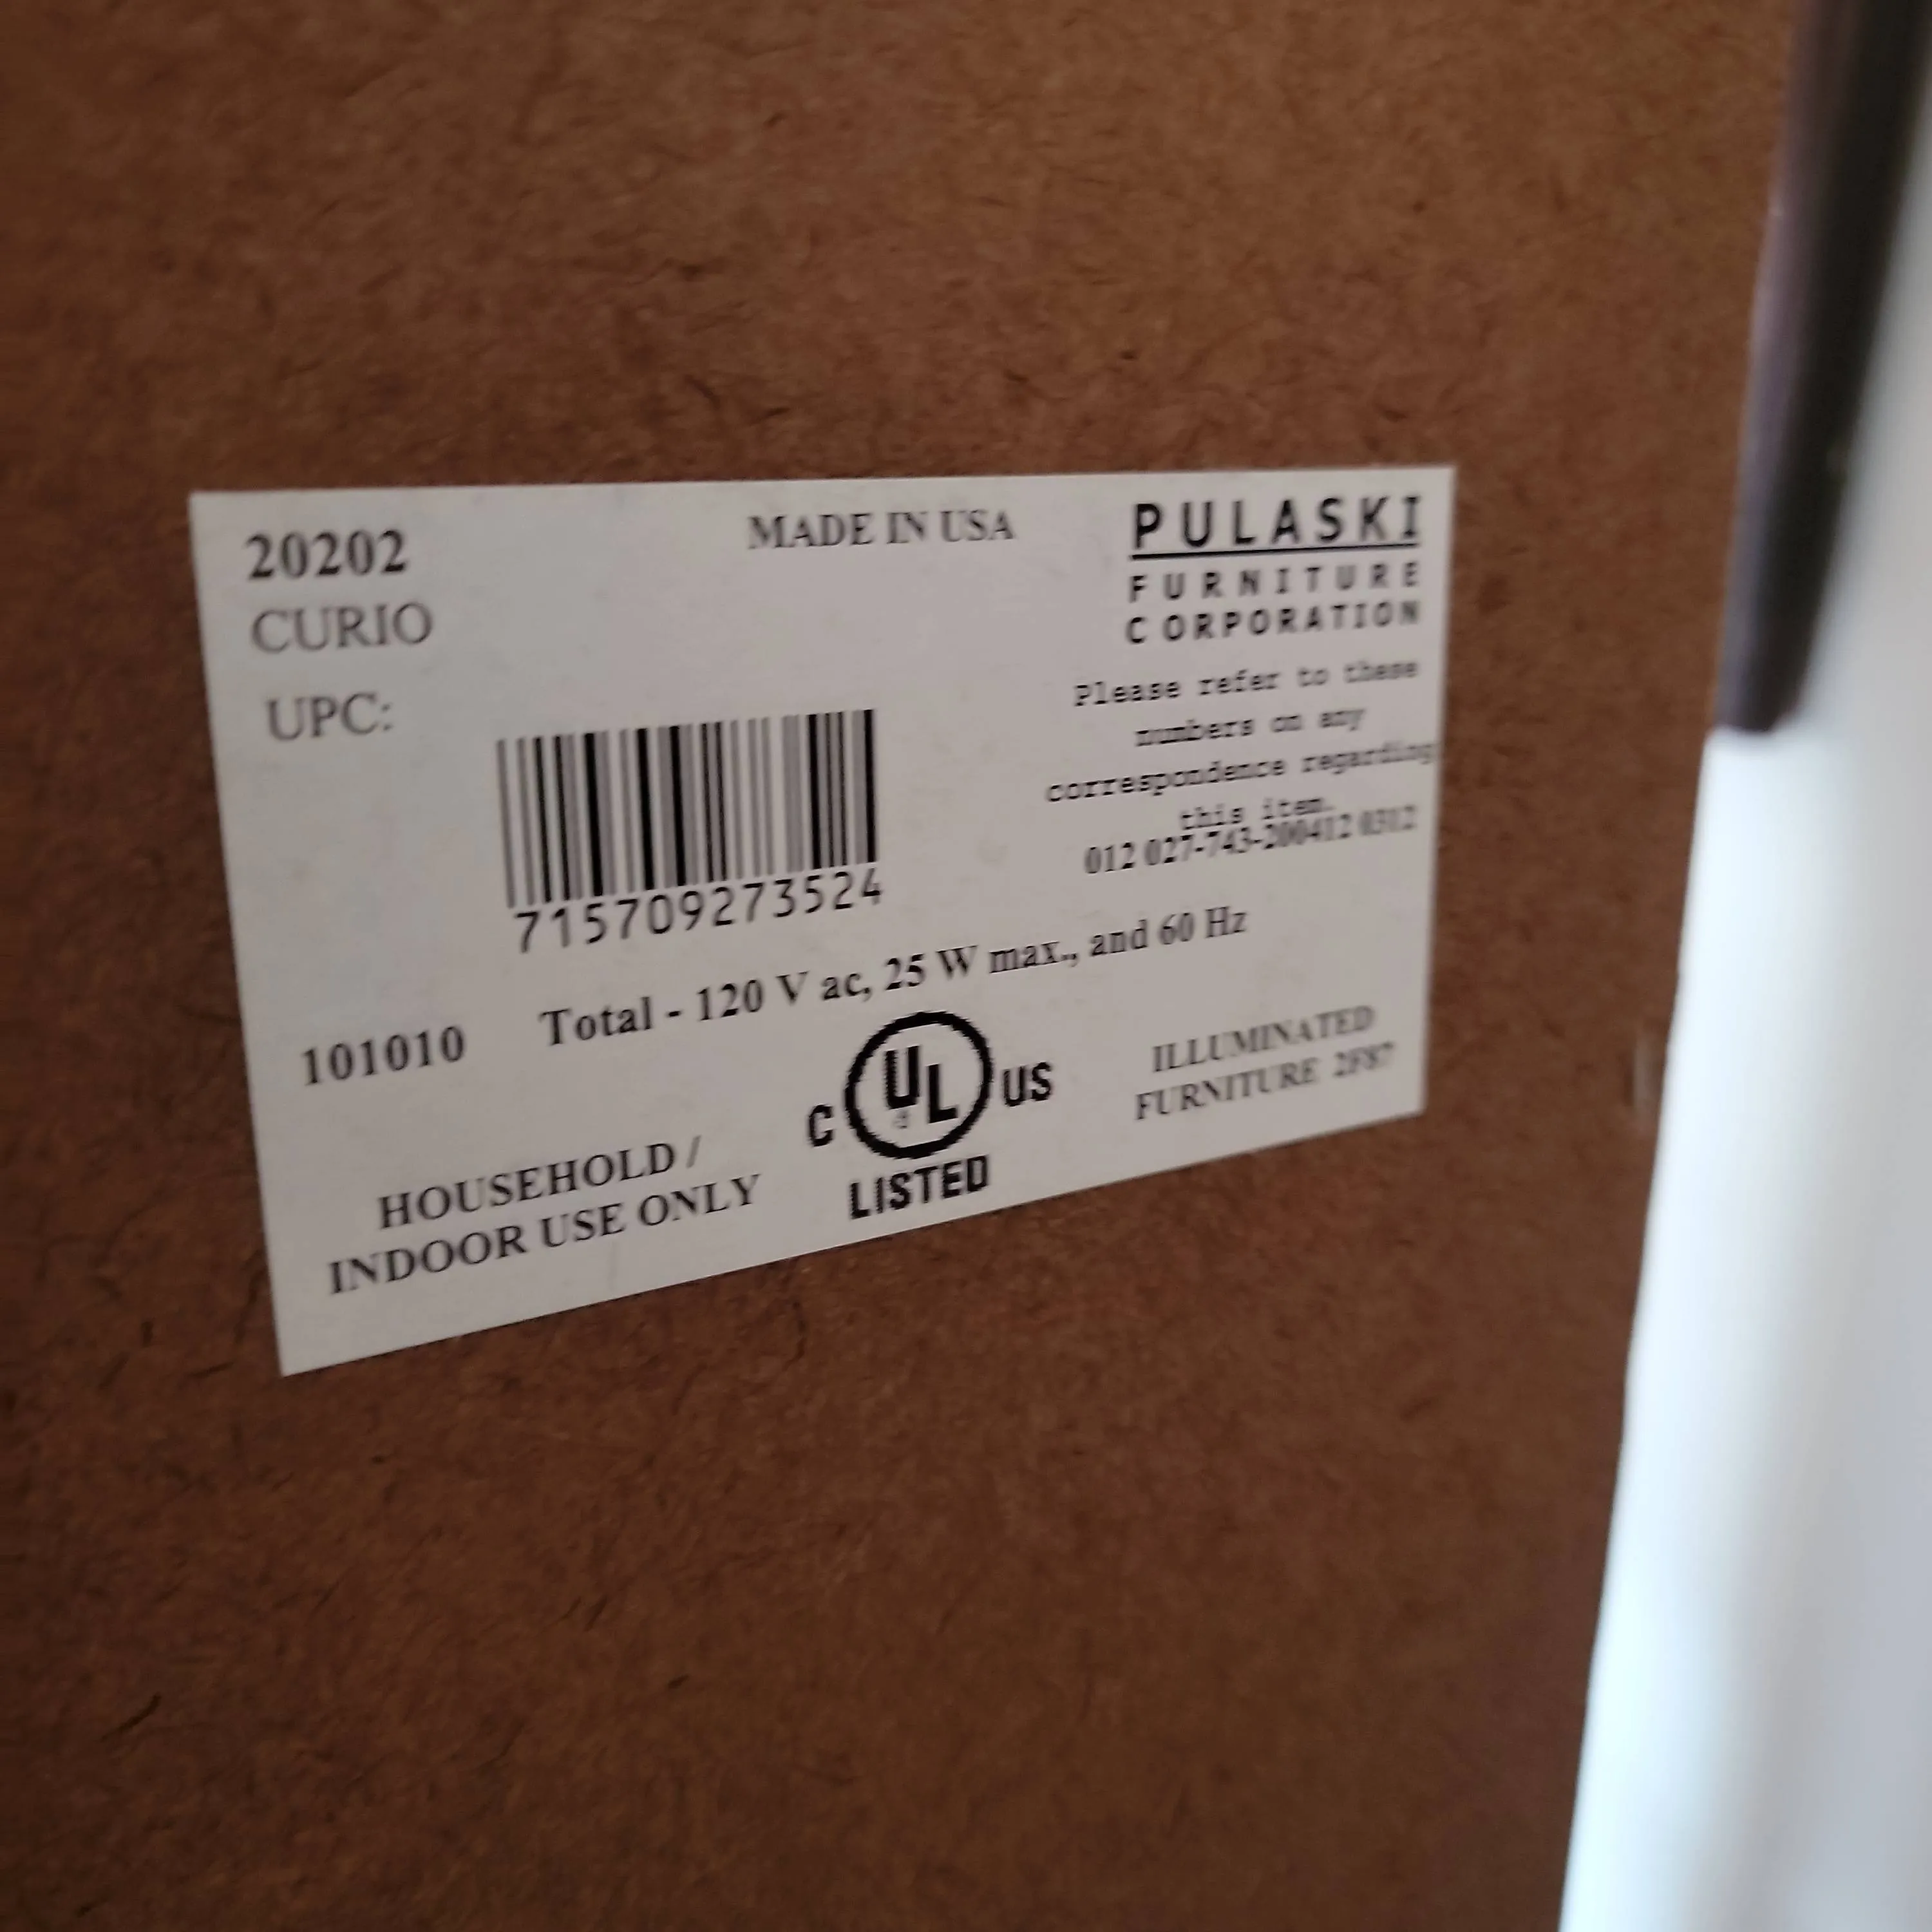 20202
CURIO
UPC:
715709273524
MADE IN USA
PULASKI
FURNITURE
CORPORATION
Please refer to these
numbers on any
correspondence regarding
this item.
012 027-743-200412 0312
Total - 120 V ac, 25 W max., and 60 Hz
101010
HOUSEHOLD /
INDOOR USE ONLY
C UL US
LISTED
ILLUMINATED
FURNITURE 2F87